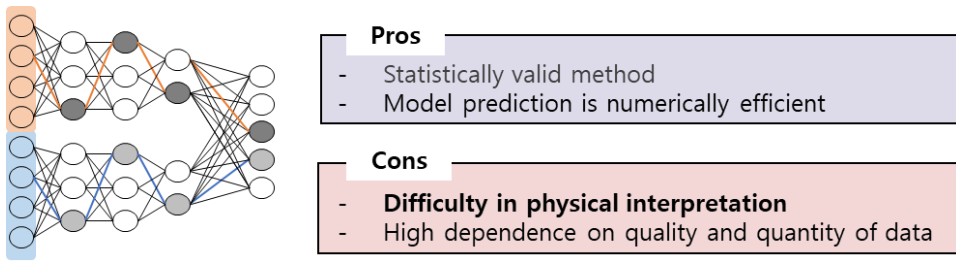 Pros
- Statistically valid method
- Model prediction is numerically efficient
Cons
- Difficulty in physical interpretation
- High dependence on quality and quantity of data